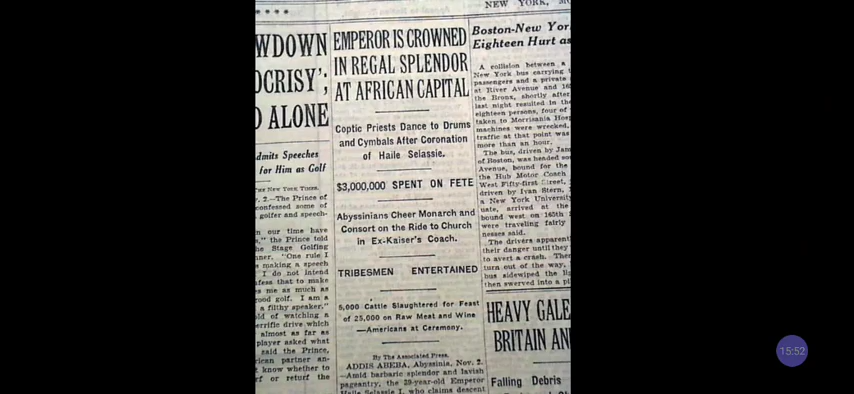 NEW YORK,
WDOWN
OCRISY';
ALONE
dmits Speeches
for Him as Golf
THE NEW YORK TIMES.
2.—The Prince of
confessed some of
golfer and speech-
n our time have
," the Prince told
he Stage Golfing
nner. "One rule I
making a speech
I do not intend
fess that to make
s me as much as
ood golf. I am a
a filthy speaker."
old of watching a
errific drive which
almost as far as
player asked what
said the Prince,
rican partner an-
know whether to
rf or return the
EMPEROR IS CROWNED
IN REGAL SPLENDOR
AT AFRICAN CAPITAL
Coptic Priests Dance to Drums
and Cymbals After Coronation
of Haile Selassie.
$3,000,000 SPENT ON FETE
Abyssinians Cheer Monarch and
Consort on the Ride to Church
in Ex-Kaiser's Coach.
TRIBESMEN ENTERTAINED
5,000 Cattle Slaughtered for Feast
of 25,000 on Raw Meat and Wine
—Americans at Ceremony.
By The Associated Press.
ADDIS ABEBA, Abyssinia, Nov. 2.
—Amid barbaric splendor and lavish
pageantry, the 39-year-old Emperor
Haile Selassie I, who claims descent
Boston-New Yor
Eighteen Hurt as
A collision between a
New York bus carrying
passengers and a private
at River Avenue and
the Bronx, shortly after
last night resulted in the
eighteen persons, four of
taken to Morrisania Hos
machines were wrecked.
traffic at that point was
more than an hour.
The bus, driven by Jam
of Boston, was headed so
Avenue, bound for the
the Hub Motor Coach
West Fifty-first Street,
driven by Ivan Stern,
a New York University
uate, arrived at the
bound west on 165th
were traveling fairly
nesses said.
The drivers apparent
their danger until they
to avert a crash. The
turn out of the way,
bus sideswiped the
then swerved into a
HEAVY GALE
BRITAIN AN
Falling Debris
15:52